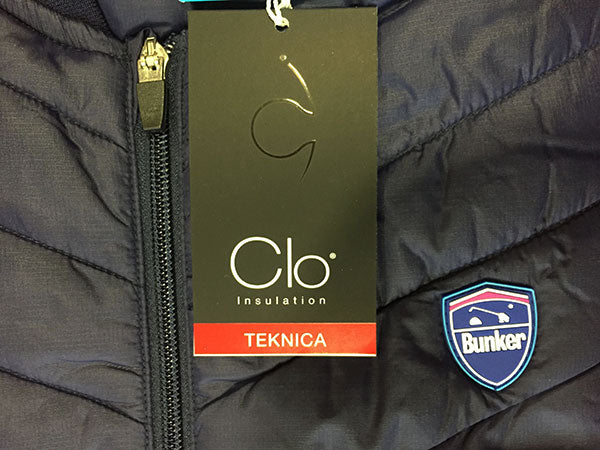 Clo
Insulation
TEKNICA
Bunker